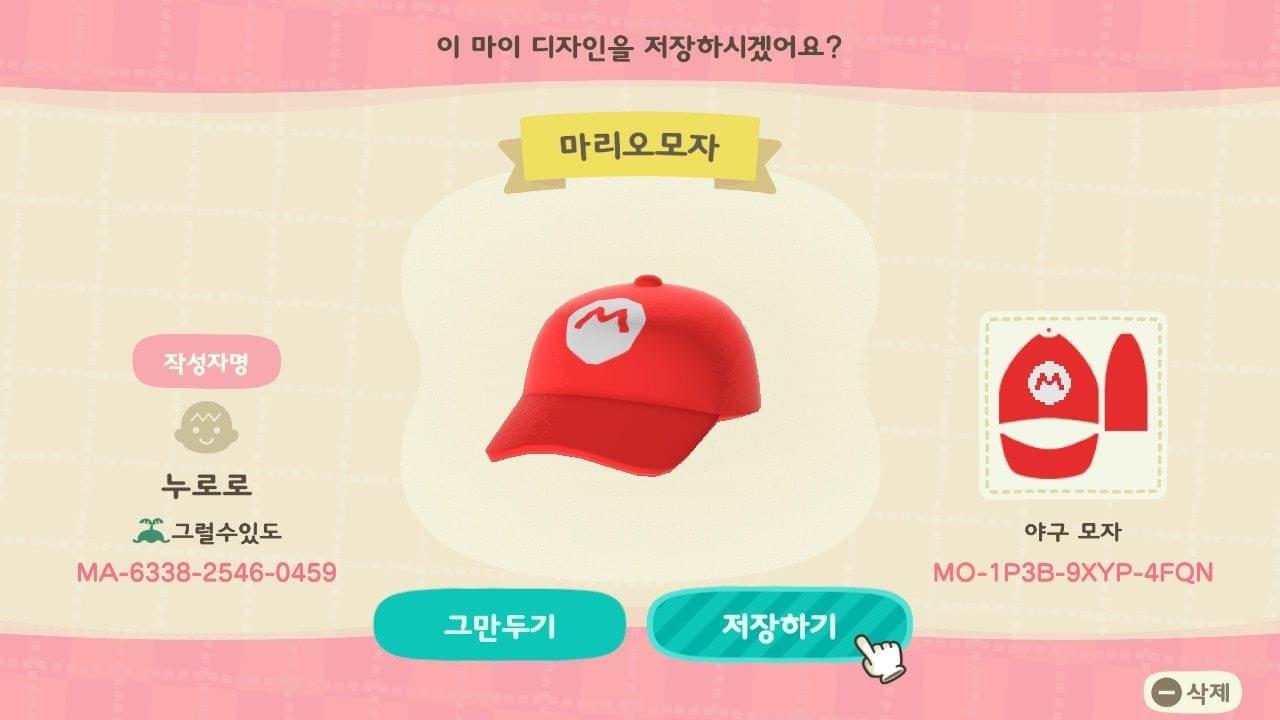 이 마이 디자인을 저장하시겠어요?
마리오모자
M
작성자명
누로로
그럴수있도
MA-6338-2546-0459
M
야구 모자
MO-1P3B-9XYP-4FQN
그만두기
저장하기
삭제